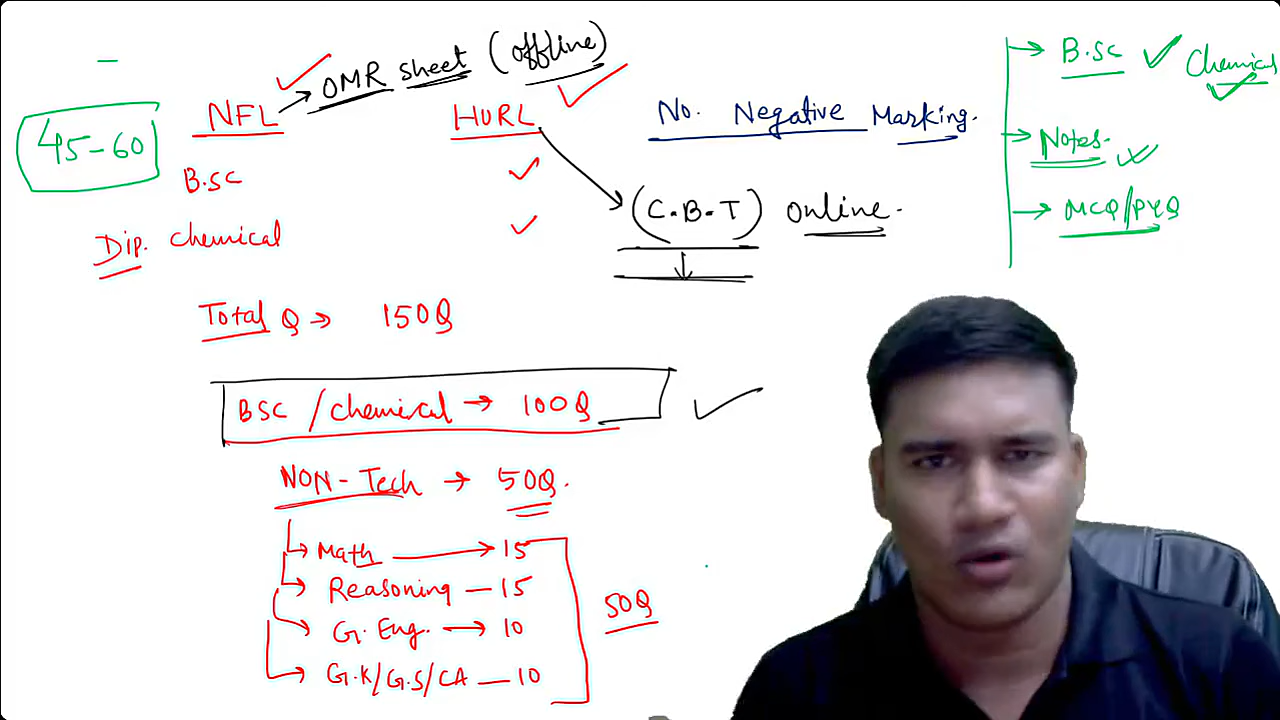 OMR sheet (offline)
NFL
HURL
No. Negative Marking.
45-60
B.sc
Dip. chemical
(C.B.T) Online.
Total Q → 150Q
BSC /chemical → 100Q
NON-Tech → 50Q.
Math → 15
Reasoning - 15
G.Eng. → 10
G.K/G.S/CA - 10
50Q
B.sc
Chemical
Notes.
MCQ/PYQ